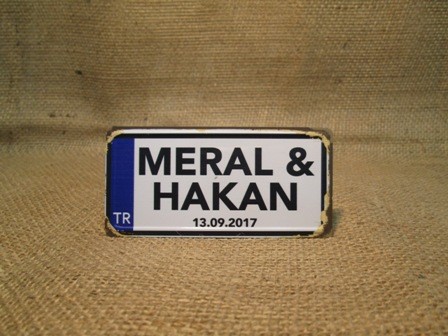 MERAL &
HAKAN
TR
13.09.2017